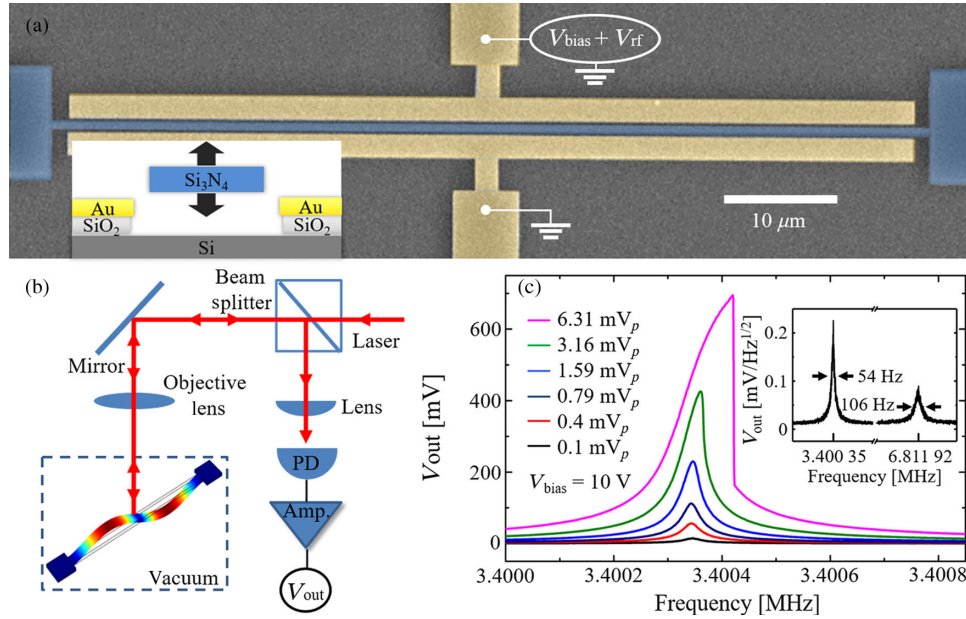 (a)
V_bias + V_rf
Si₃N₄
Au
Au
SiO₂
SiO₂
Si
10 μm
(b)
Beam
splitter
Laser
Mirror
Objective
lens
Lens
PD
Amp.
V_out
Vacuum
(c)
Vout [mV]
600
400
200
0
6.31 mV_p
3.16 mV_p
1.59 mV_p
0.79 mV_p
0.4 mV_p
0.1 mV_p
V_bias = 10 V
3.4000 3.4002 3.4004 3.4006 3.4008
Frequency [MHz]
V_out [mV/Hz^1/2]
0.2
0.1
0
54 Hz
106 Hz
3.400 35 6.811 92
Frequency [MHz]